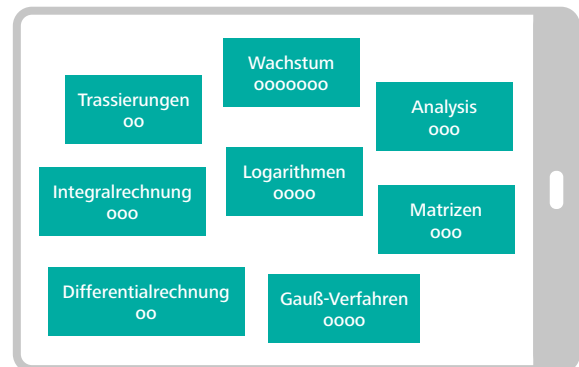 Wachstum
ooooooo
Trassierungen
oo
Analysis
ooo
Logarithmen
oooo
Integralrechnung
ooo
Matrizen
ooo
Differentialrechnung
oo
Gauß-Verfahren
oooo